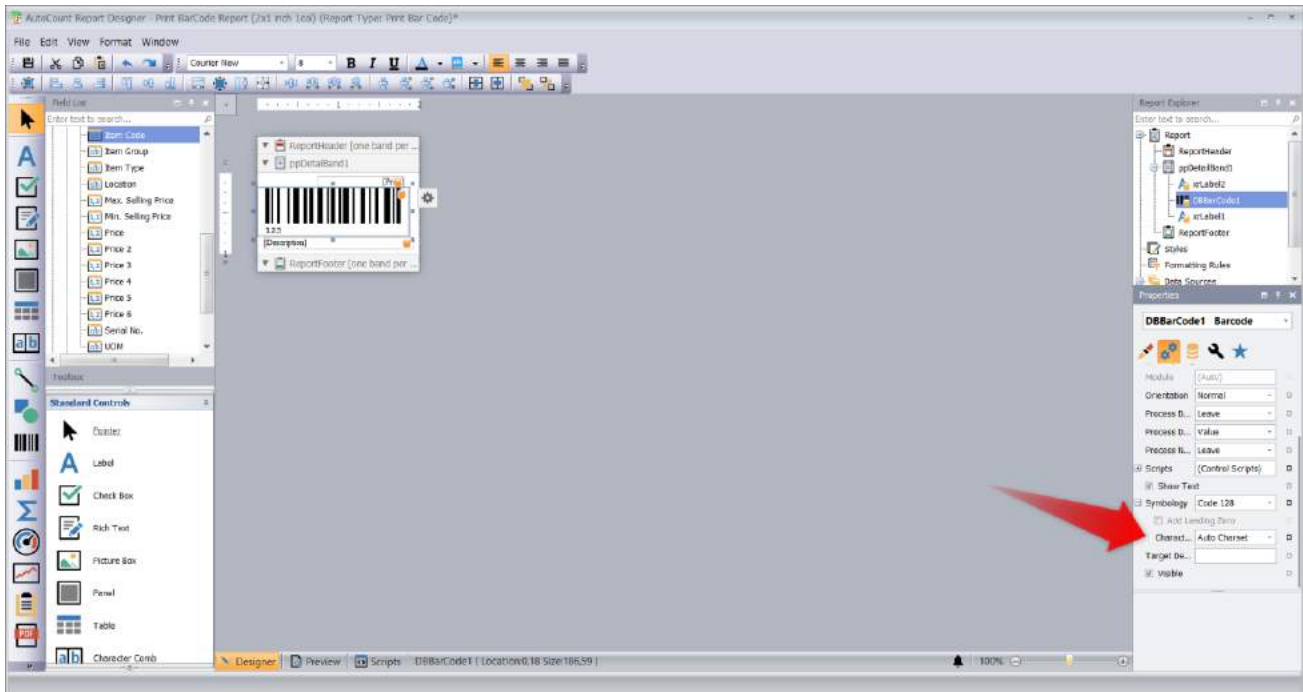 AutoCount Report Designer - Print BarCode Report (2x1 inch 1col) (Report Type: Print Bar Code)*
File Edit View Format Window
Courier New 8 B I U A
Field List
Enter text to search...
Item Code
Item Group
Item Type
Location
Max. Selling Price
Min. Selling Price
Price
Price 2
Price 3
Price 4
Price 5
Price 6
Serial No.
UOM
Toolbox
Standard Controls
Pointer
Label
Check Box
Rich Text
Picture Box
Panel
Table
Character Comb
ReportHeader [one band per ...
ppDetailBand1
123
[Description]
ReportFooter [one band per ...
Designer Preview Scripts DBBarCode1 { Location:0,18 Size:186,59 }
100%
Report Explorer
Enter text to search...
Report
ReportHeader
ppDetailBand1
xrLabel2
DBBarCode1
xrLabel1
ReportFooter
Styles
Formatting Rules
Data Sources
Properties
DBBarCode1 Barcode
Module (Auto)
Orientation Normal
Process D... Leave
Process D... Value
Process N... Leave
Scripts (Control Scripts)
Show Text
Symbology Code 128
Add Leading Zero
Charact... Auto Charset
Target De...
Visible